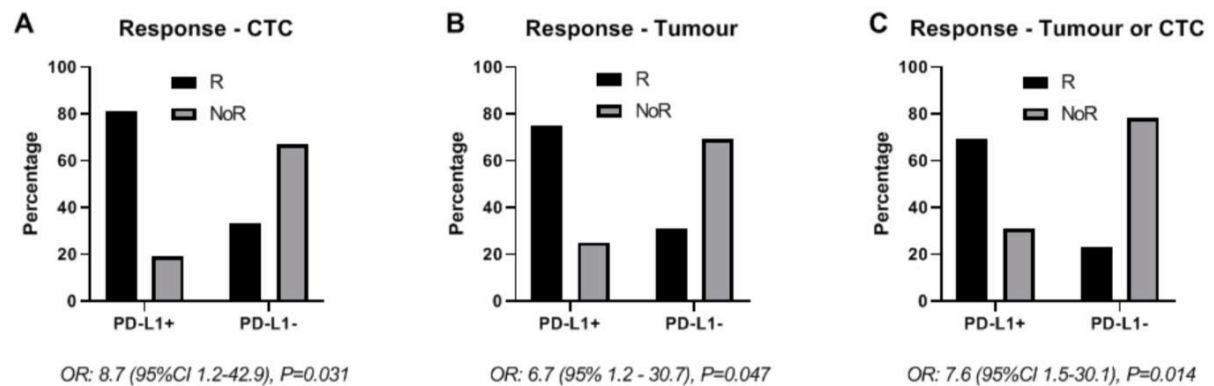 A Response - CTC
100
80
60
40
20
0
Percentage
R
NoR
PD-L1+ PD-L1-
OR: 8.7 (95%CI 1.2-42.9), P=0.031
B Response - Tumour
100
80
60
40
20
0
Percentage
R
NoR
PD-L1+ PD-L1-
OR: 6.7 (95% 1.2 - 30.7), P=0.047
C Response - Tumour or CTC
100
80
60
40
20
0
Percentage
R
NoR
PD-L1+ PD-L1-
OR: 7.6 (95%CI 1.5-30.1), P=0.014